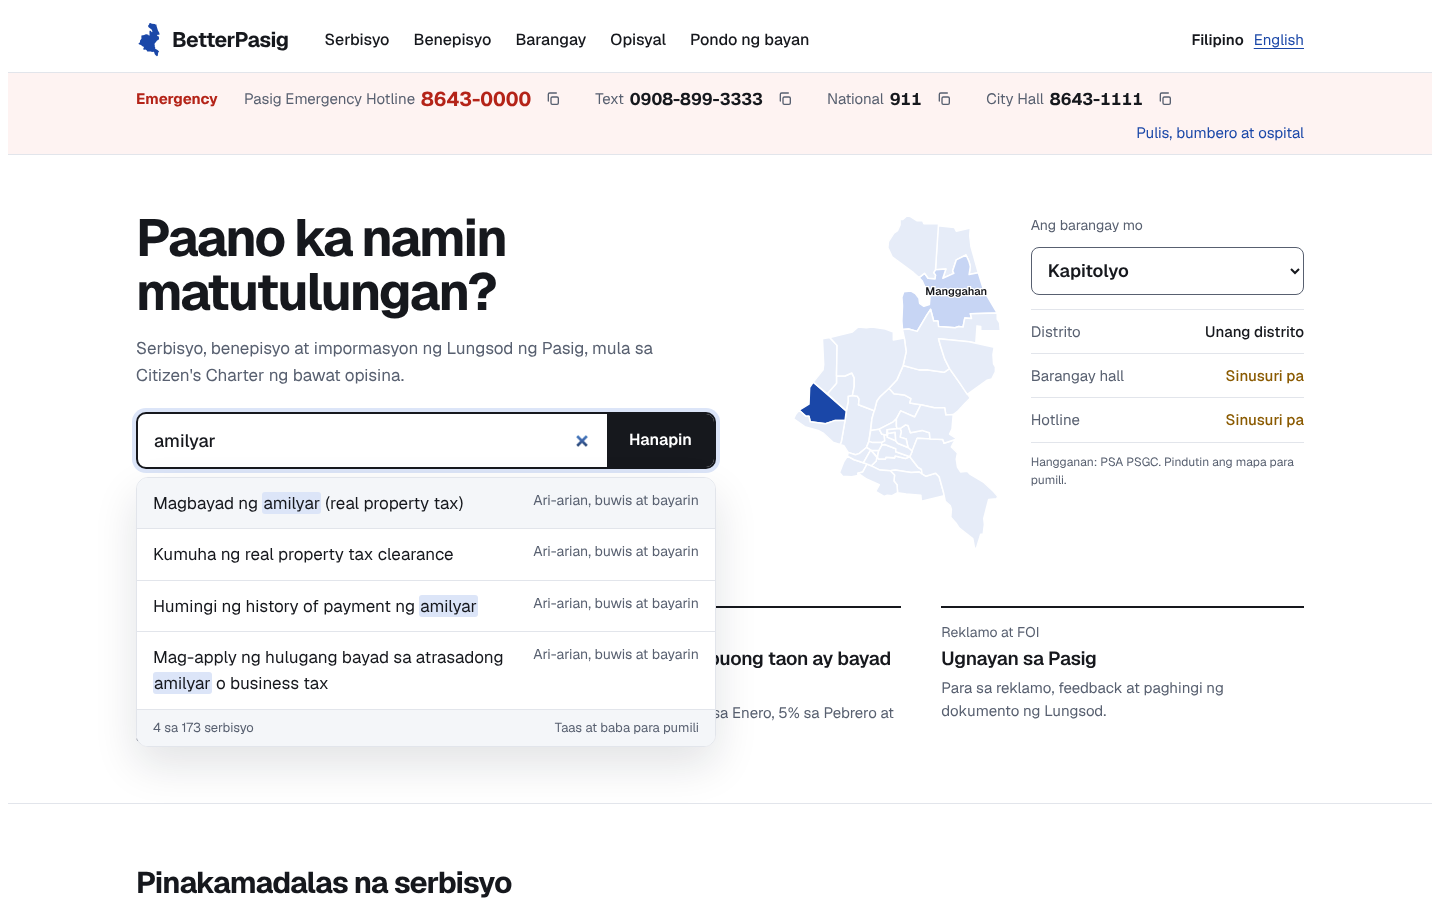 BetterPasig
Serbisyo Benepisyo Barangay Opisyal Pondo ng bayan
Filipino English
Emergency Pasig Emergency Hotline 8643-0000 Text 0908-899-3333 National 911 City Hall 8643-1111
Pulis, bumbero at ospital
Paano ka namin
matutulungan?
Serbisyo, benepisyo at impormasyon ng Lungsod ng Pasig, mula sa
Citizen's Charter ng bawat opisina.
amilyar
Hanapin
Magbayad ng amilyar (real property tax) Ari-arian, buwis at bayarin
Kumuha ng real property tax clearance Ari-arian, buwis at bayarin
Humingi ng history of payment ng amilyar Ari-arian, buwis at bayarin
Mag-apply ng hulugang bayad sa atrasadong Ari-arian, buwis at bayarin
amilyar o business tax
4 sa 173 serbisyo Taas at baba para pumili
Manggahan
Ang barangay mo
Kapitolyo
Distrito Unang distrito
Barangay hall Sinusuri pa
Hotline Sinusuri pa
Hangganan: PSA PSGC. Pindutin ang mapa para
pumili.
taon ay bayad
sa Enero, 5% sa Pebrero at
Reklamo at FOI
Ugnayan sa Pasig
Para sa reklamo, feedback at paghingi ng
dokumento ng Lungsod.
Pinakamadalas na serbisyo